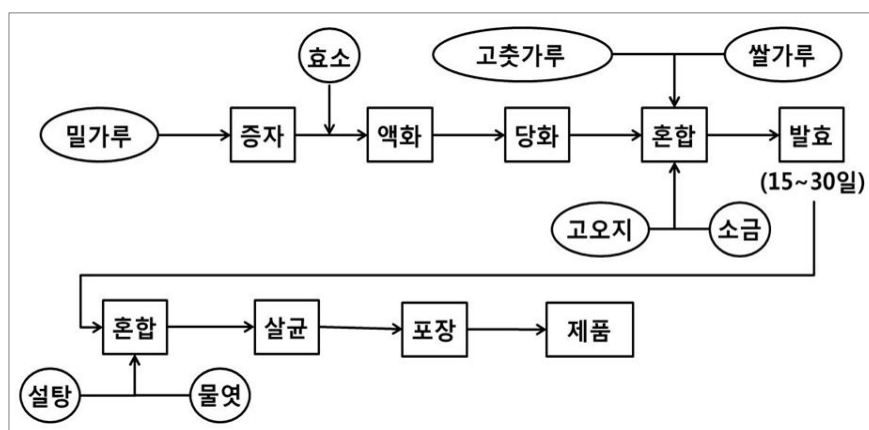 효소
고춧가루
쌀가루
밀가루
증자
액화
당화
혼합
발효
(15~30일)
고오지
소금
혼합
살균
포장
제품
설탕
물엿